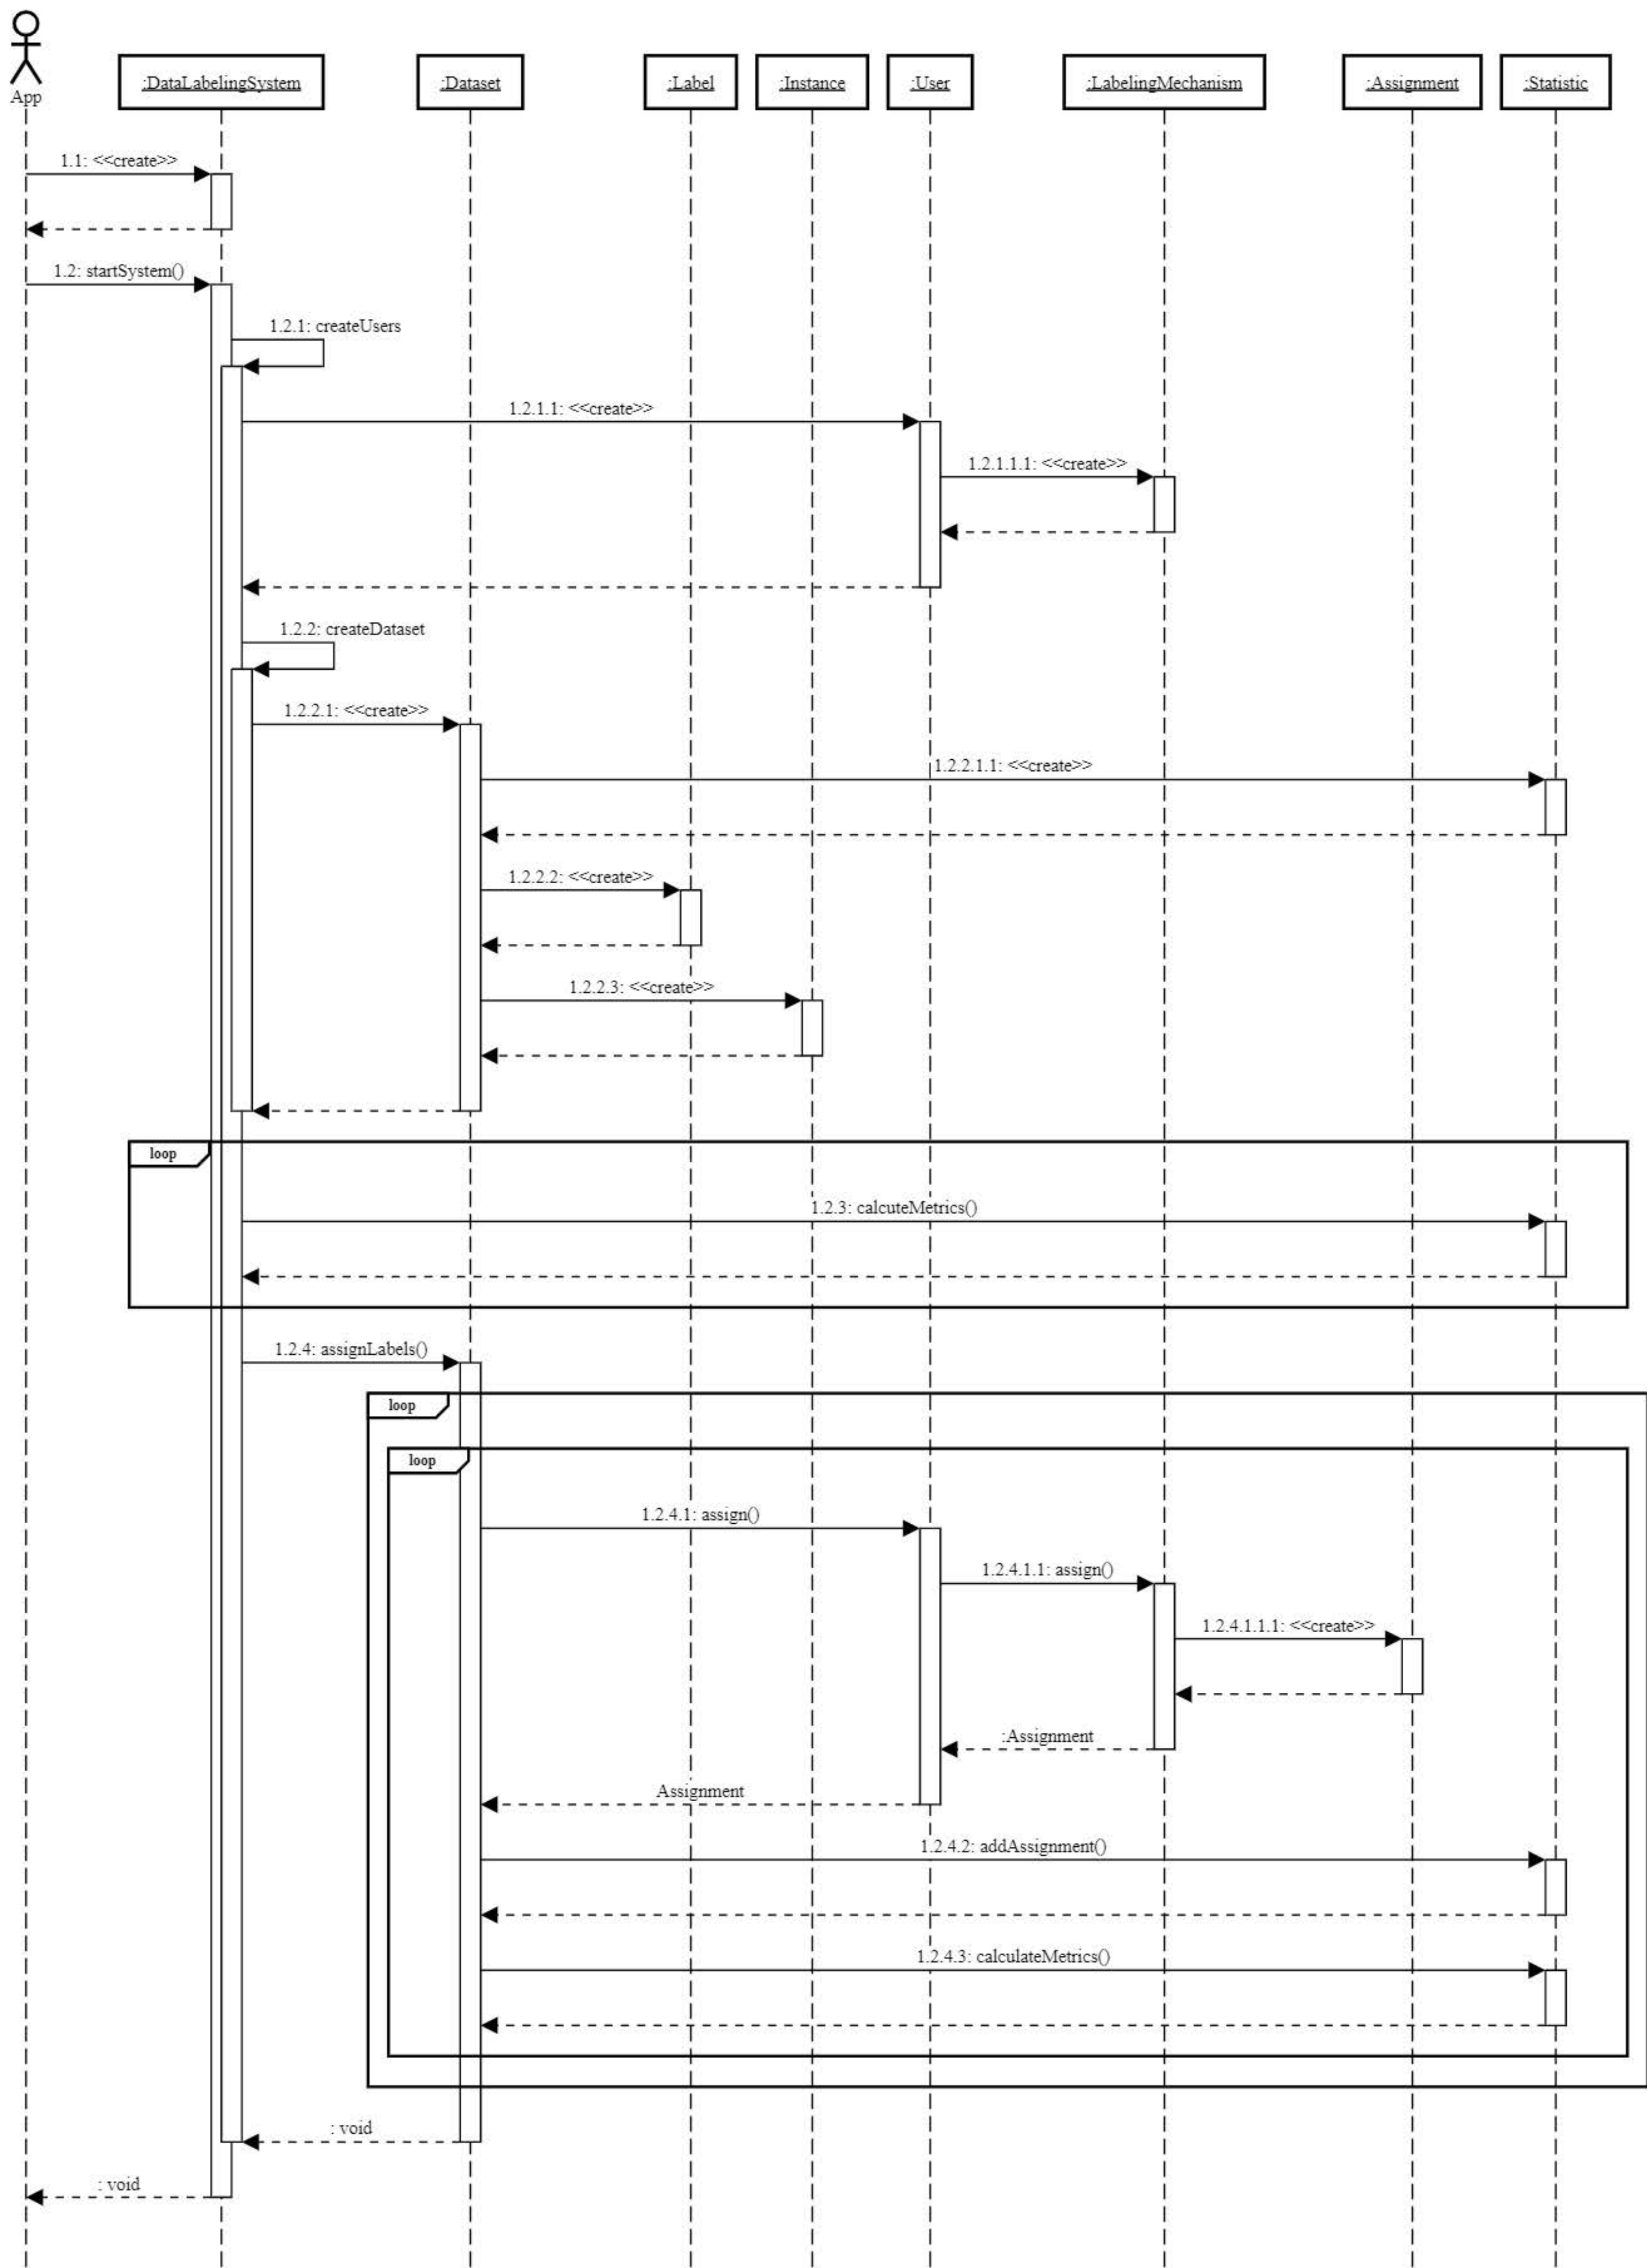 App
:DataLabelingSystem
:Dataset
:Label
:Instance
:User
:LabelingMechanism
:Assignment
:Statistic
1.1: <<create>>
1.2: startSystem()
1.2.1: createUsers
1.2.1.1: <<create>>
1.2.1.1.1: <<create>>
1.2.2: createDataset
1.2.2.1: <<create>>
1.2.2.1.1: <<create>>
1.2.2.2: <<create>>
1.2.2.3: <<create>>
loop
1.2.3: calcuteMetrics()
1.2.4: assignLabels()
loop
loop
1.2.4.1: assign()
1.2.4.1.1: assign()
1.2.4.1.1.1: <<create>>
:Assignment
Assignment
1.2.4.2: addAssignment()
1.2.4.3: calculateMetrics()
: void
: void